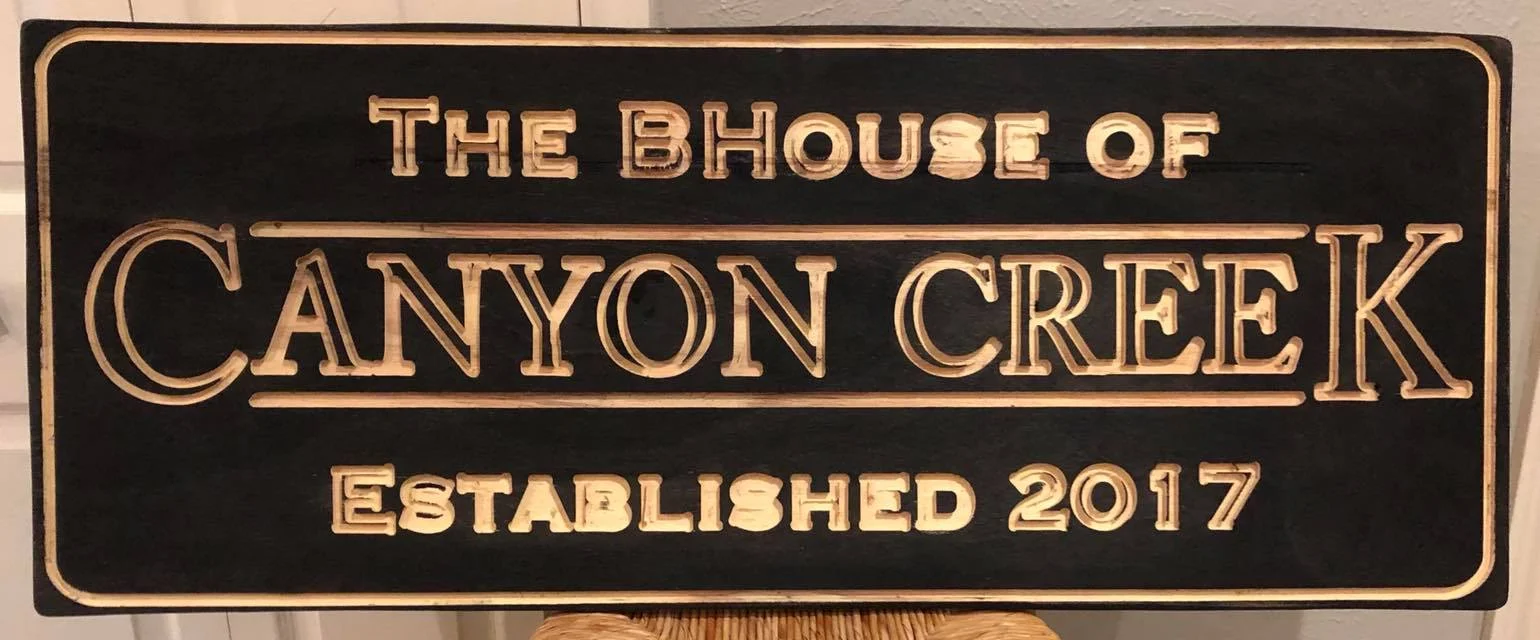 THE BHOUSE OF
CANYON CREEK
ESTABLISHED 2017